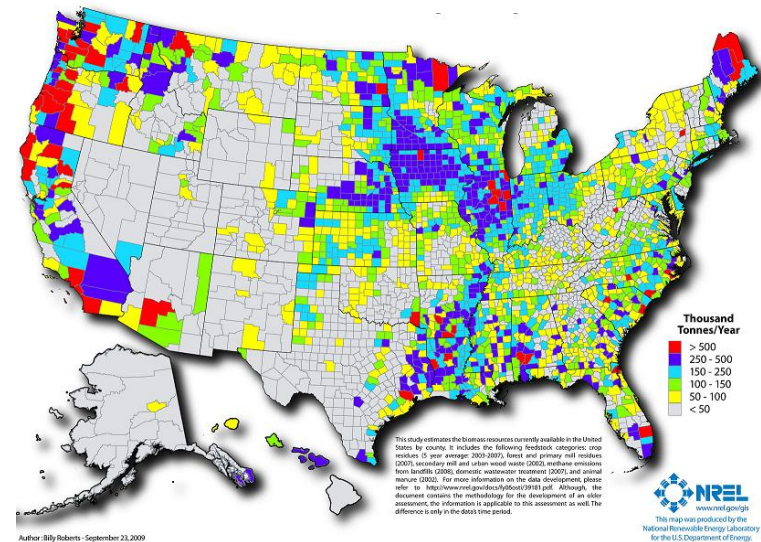 Thousand
Tonnes/Year
> 500
250 - 500
150 - 250
100 - 150
50 - 100
< 50
This study estimates the biomass resources currently available in the United
States by county. It includes the following feedstock categories: crop
residues (5 year average: 2003-2007), forest and primary mill residues
(2007), secondary mill and urban wood waste (2002), methane emissions
from landfills (2008), domestic wastewater treatment (2007), and animal
manure (2002). For more information on the data development, please
refer to http://www.nrel.gov/docs/fy06osti/39181.pdf. Although, the
document contains the methodology for the development of an older
assessment, the information is applicable to this assessment as well. The
difference is only in the data's time period.
NREL
www.nrel.gov/gis
This map was produced by the
National Renewable Energy Laboratory
for the U.S. Department of Energy.
Author : Billy Roberts - September 23, 2009